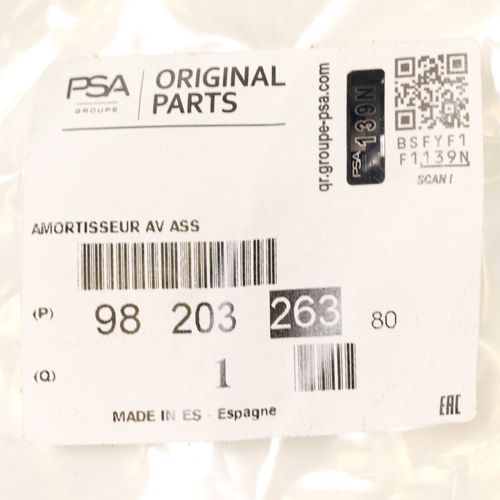 PSA
GROUPE
ORIGINAL
PARTS
qr.groupe-psa.com
PSA 139N
BSFYF1
F1139N
SCAN!
AMORTISSEUR AV ASS
(P) 98 203 263 80
(Q) 1
MADE IN ES - Espagne
EAC